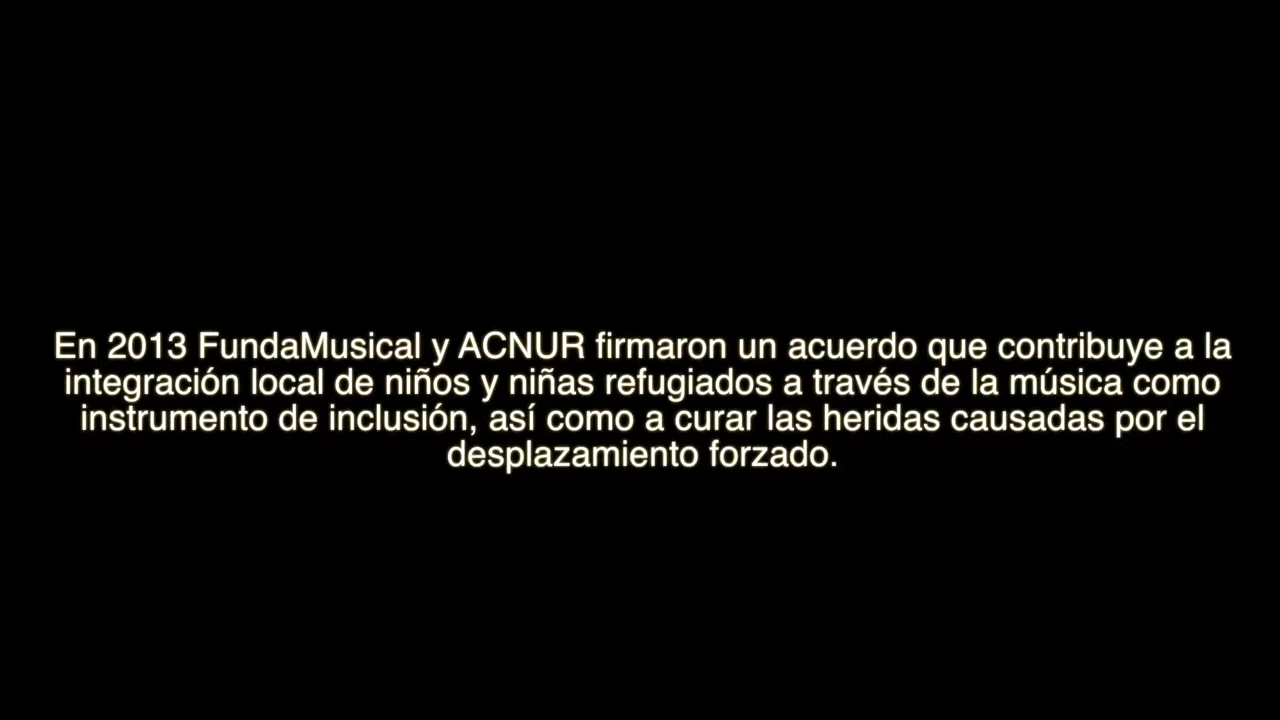 En 2013 FundaMusical y ACNUR firmaron un acuerdo que contribuye a la
integración local de niños y niñas refugiados a través de la música como
instrumento de inclusión, así como a curar las heridas causadas por el
desplazamiento forzado.